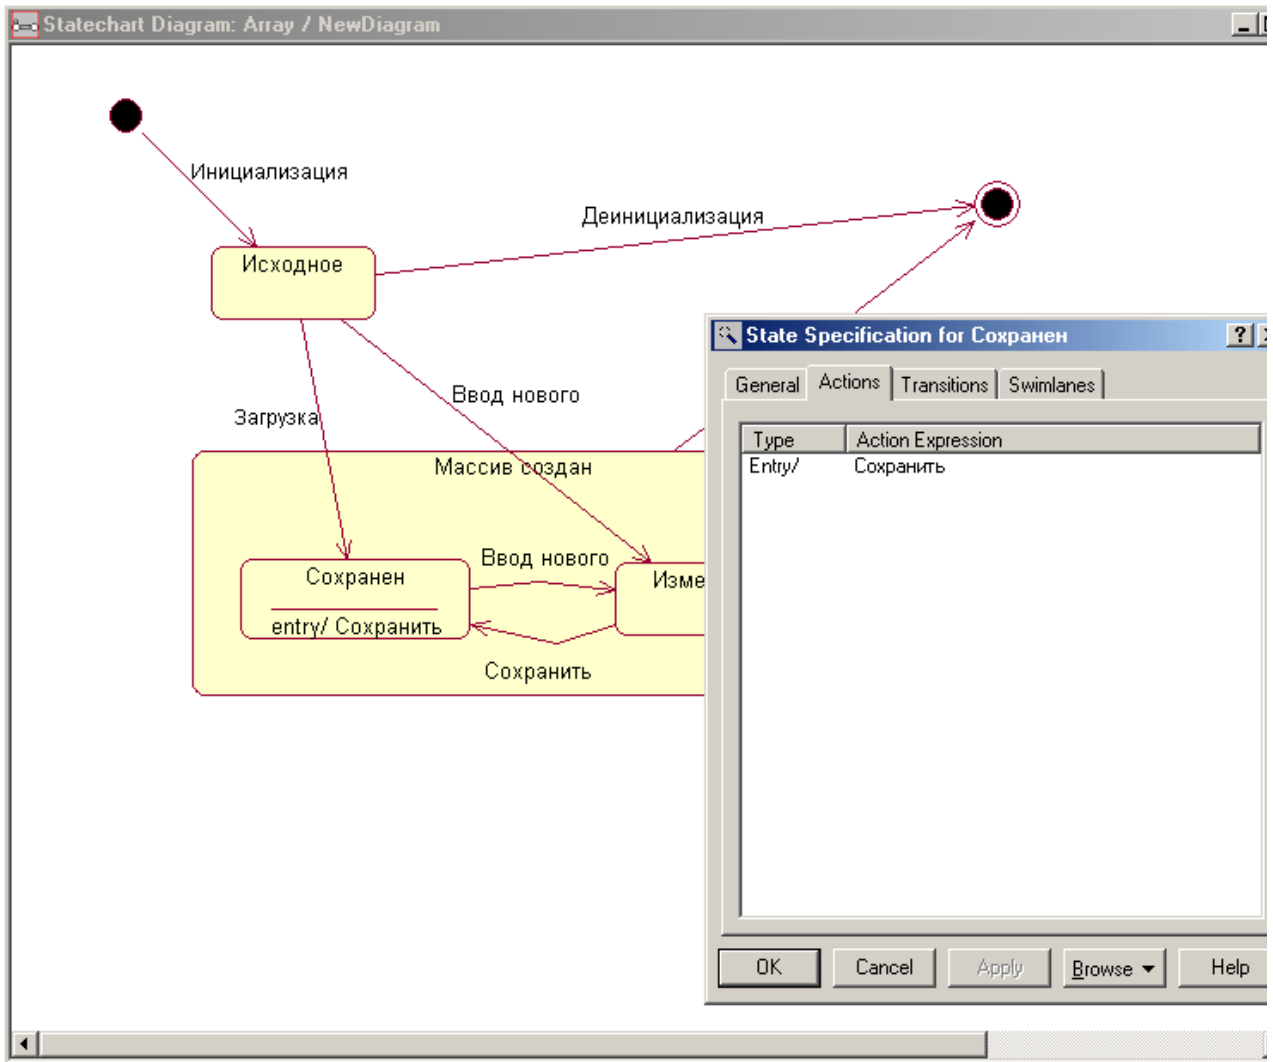 Statechart Diagram: Array / NewDiagram
Инициализация
Деинициализация
Исходное
State Specification for Сохранен
General
Actions
Transitions
Swimlanes
Ввод нового
Загрузка
Type
Action Expression
Entry/
Сохранить
Массив создан
Ввод нового
Сохранен
Изме
entry/ Сохранить
Сохранить
OK
Cancel
Apply
Browse
Help